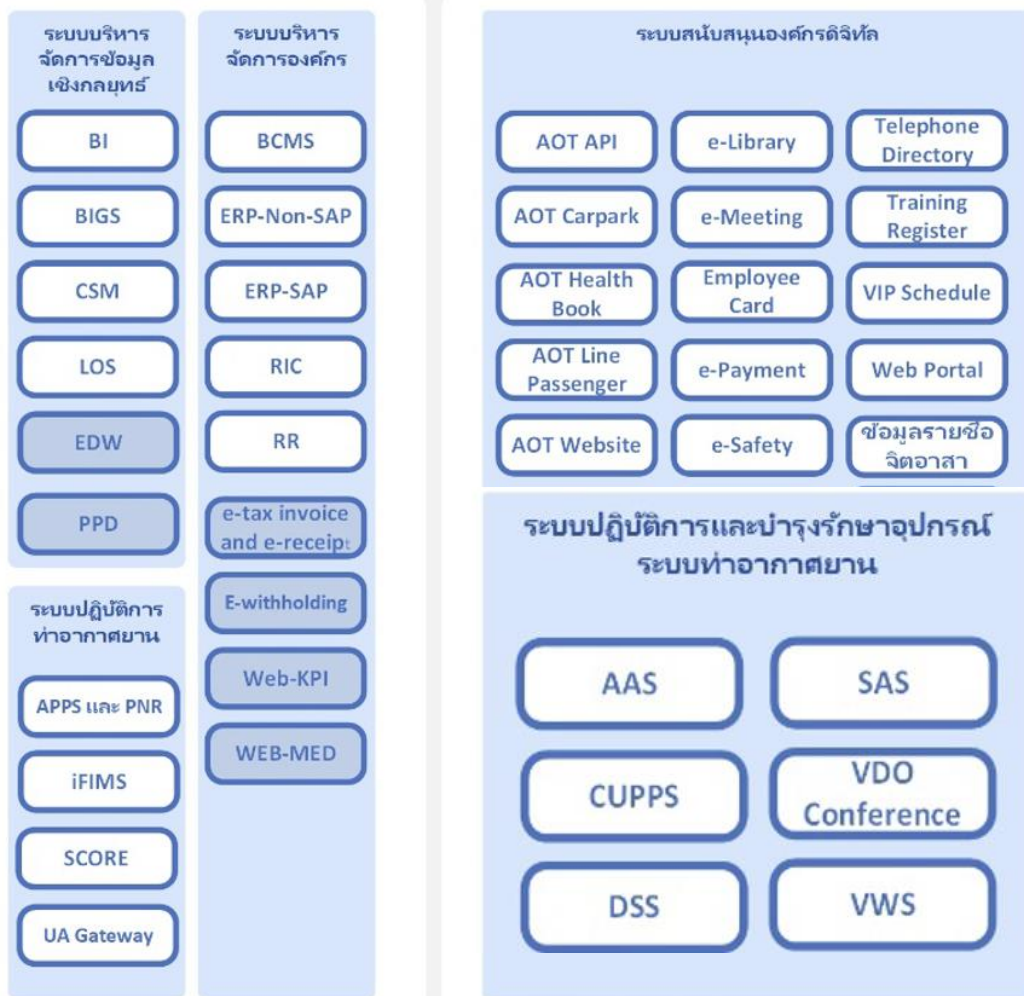 ระบบบริหาร
จัดการข้อมูล
เชิงกลยุทธ์
BI
BIGS
CSM
LOS
EDW
PPD
ระบบปฏิบัติการ
ท่าอากาศยาน
APPS และ PNR
iFIMS
SCORE
UA Gateway
ระบบบริหาร
จัดการองค์กร
BCMS
ERP-Non-SAP
ERP-SAP
RIC
RR
e-tax invoice
and e-receipt
E-withholding
Web-KPI
WEB-MED
ระบบสนับสนุนองค์กรดิจิทัล
AOT API
AOT Carpark
AOT Health
Book
AOT Line
Passenger
AOT Website
e-Library
e-Meeting
Employee
Card
e-Payment
e-Safety
Telephone
Directory
Training
Register
VIP Schedule
Web Portal
ข้อมูลรายชื่อ
จิตอาสา
ระบบปฏิบัติการและบำรุงรักษาอุปกรณ์
ระบบท่าอากาศยาน
AAS
CUPPS
DSS
SAS
VDO
Conference
VWS